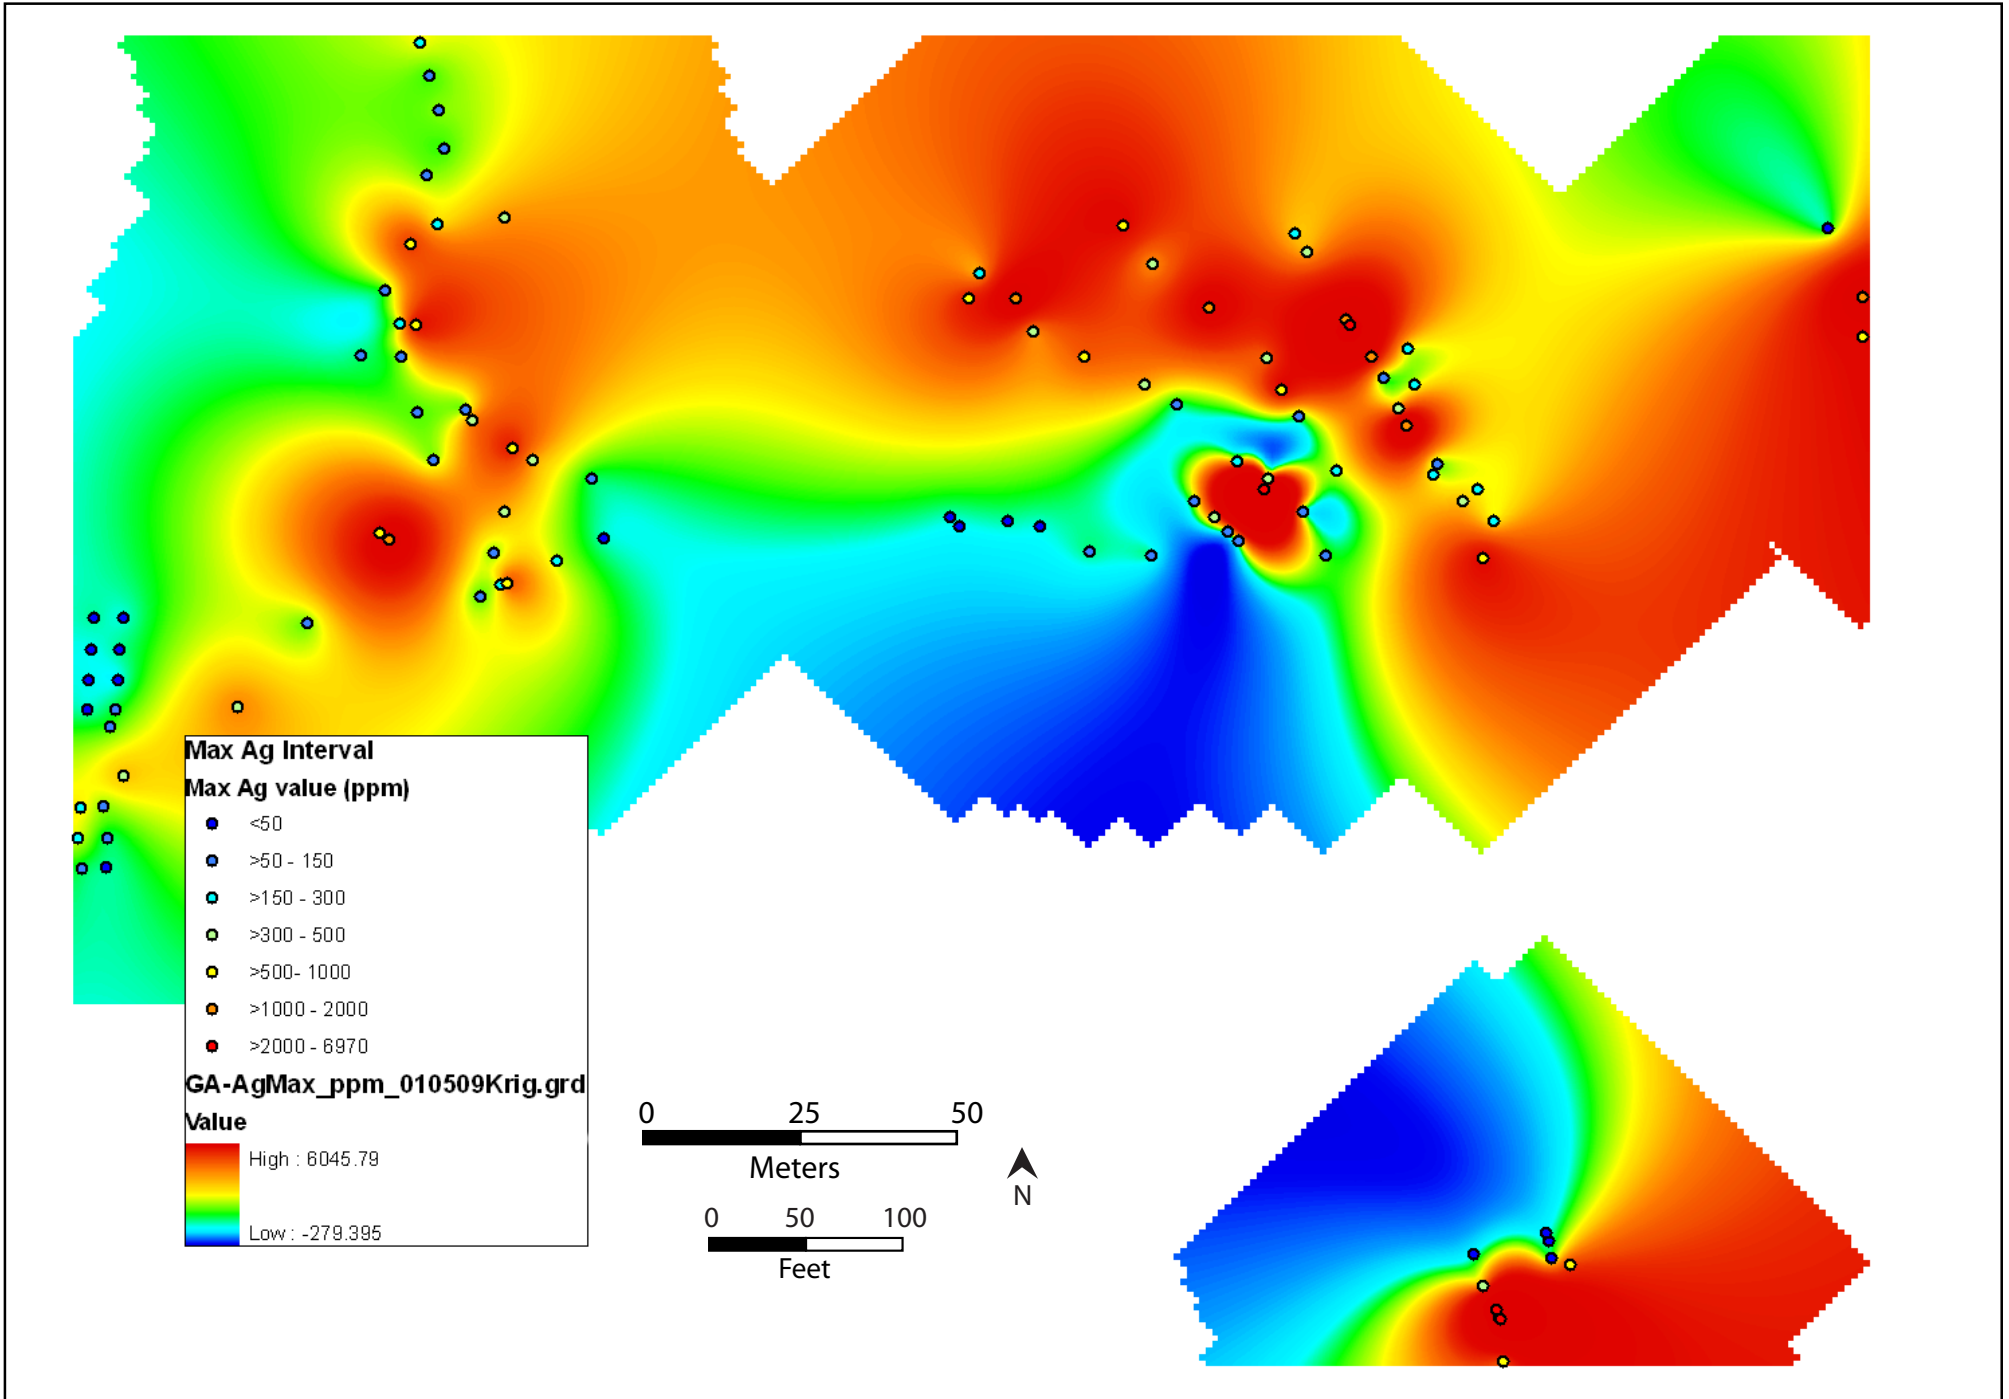 Max Ag Interval
Max Ag value (ppm)
<50
>50 - 150
>150 - 300
>300 - 500
>500- 1000
>1000 - 2000
>2000 - 6970
GA-AgMax_ppm_010509Krig.grd
Value
High : 6045.79
Low : -279.395
0 25 50
Meters
0 50 100
Feet
N